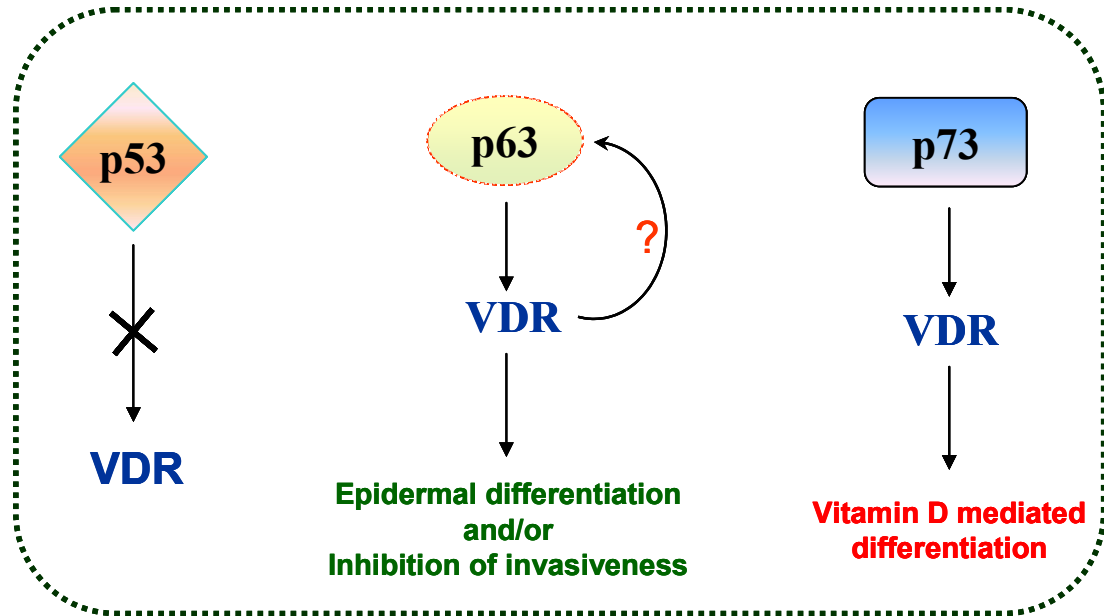 p53
VDR
p63
?
VDR
Epidermal differentiation
and/or
Inhibition of invasiveness
p73
VDR
Vitamin D mediated
differentiation